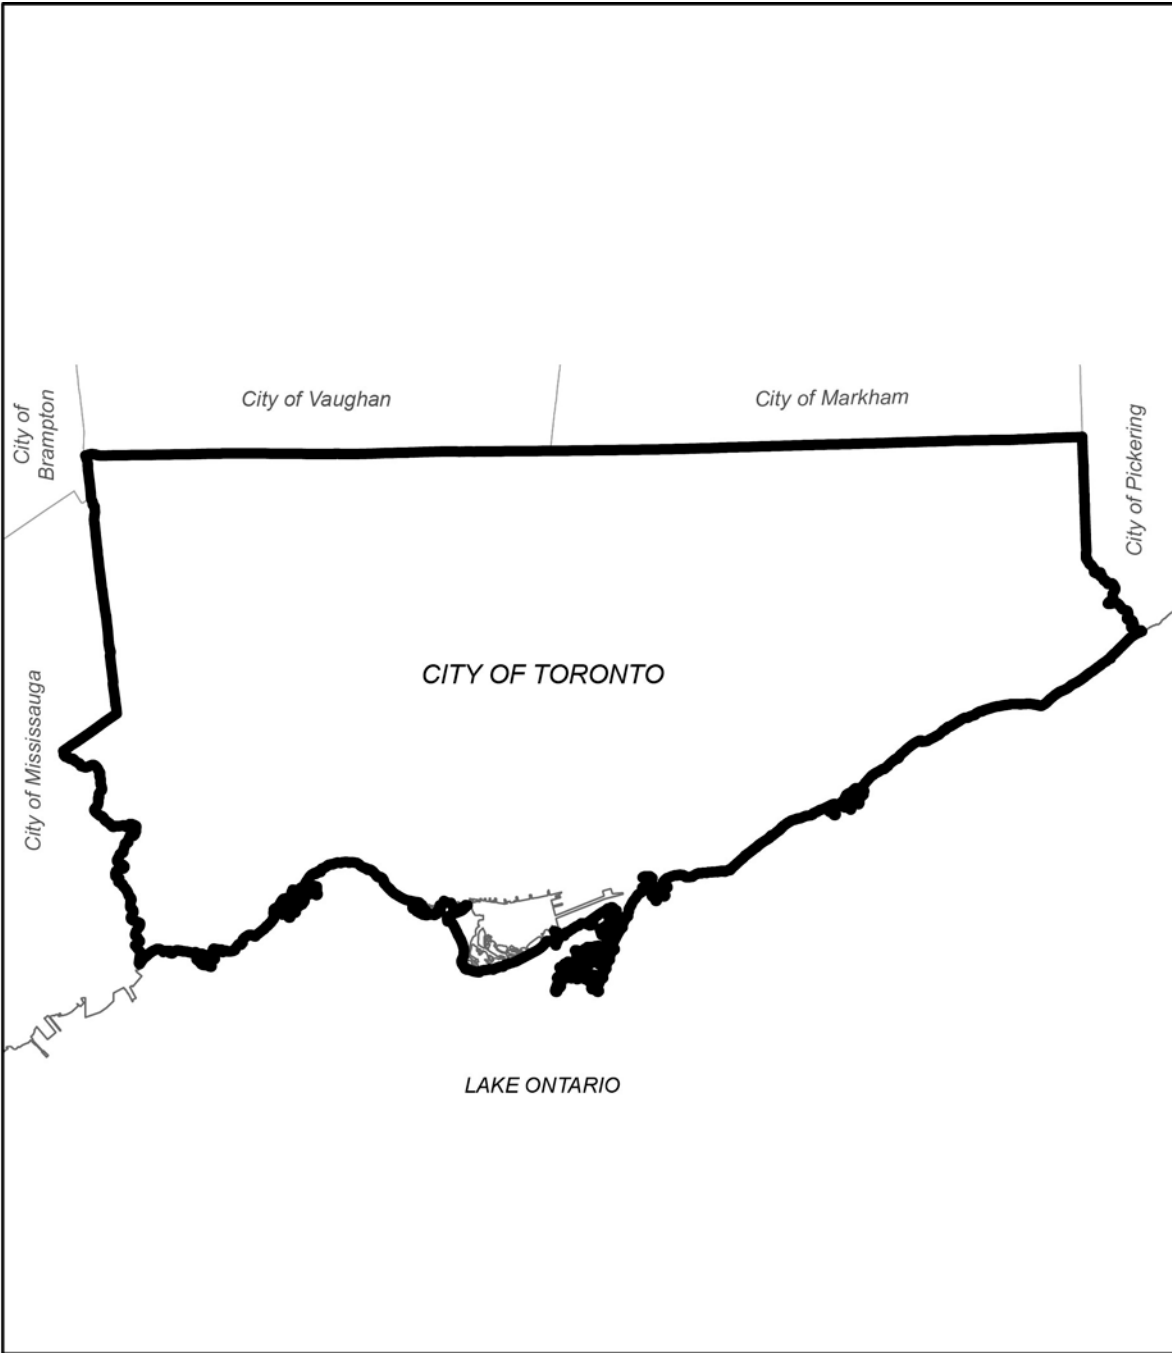 City of Vaughan
City of Markham
City of
Brampton
City of Pickering
CITY OF TORONTO
City of Mississauga
LAKE ONTARIO